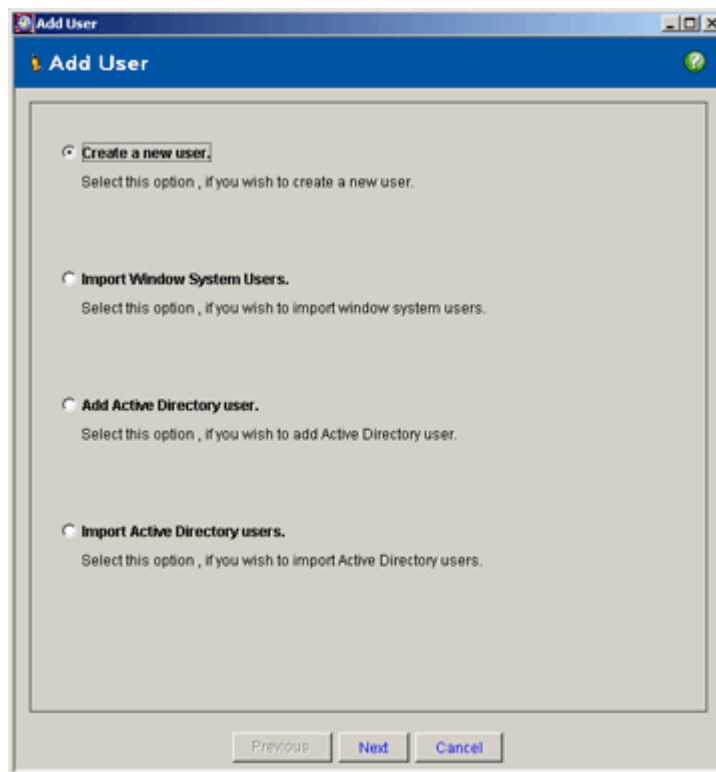 Add User
Add User
?
Create a new user.
Select this option , if you wish to create a new user.
Import Window System Users.
Select this option , if you wish to import window system users.
Add Active Directory user.
Select this option , if you wish to add Active Directory user.
Import Active Directory users.
Select this option , if you wish to import Active Directory users.
Previous Next Cancel